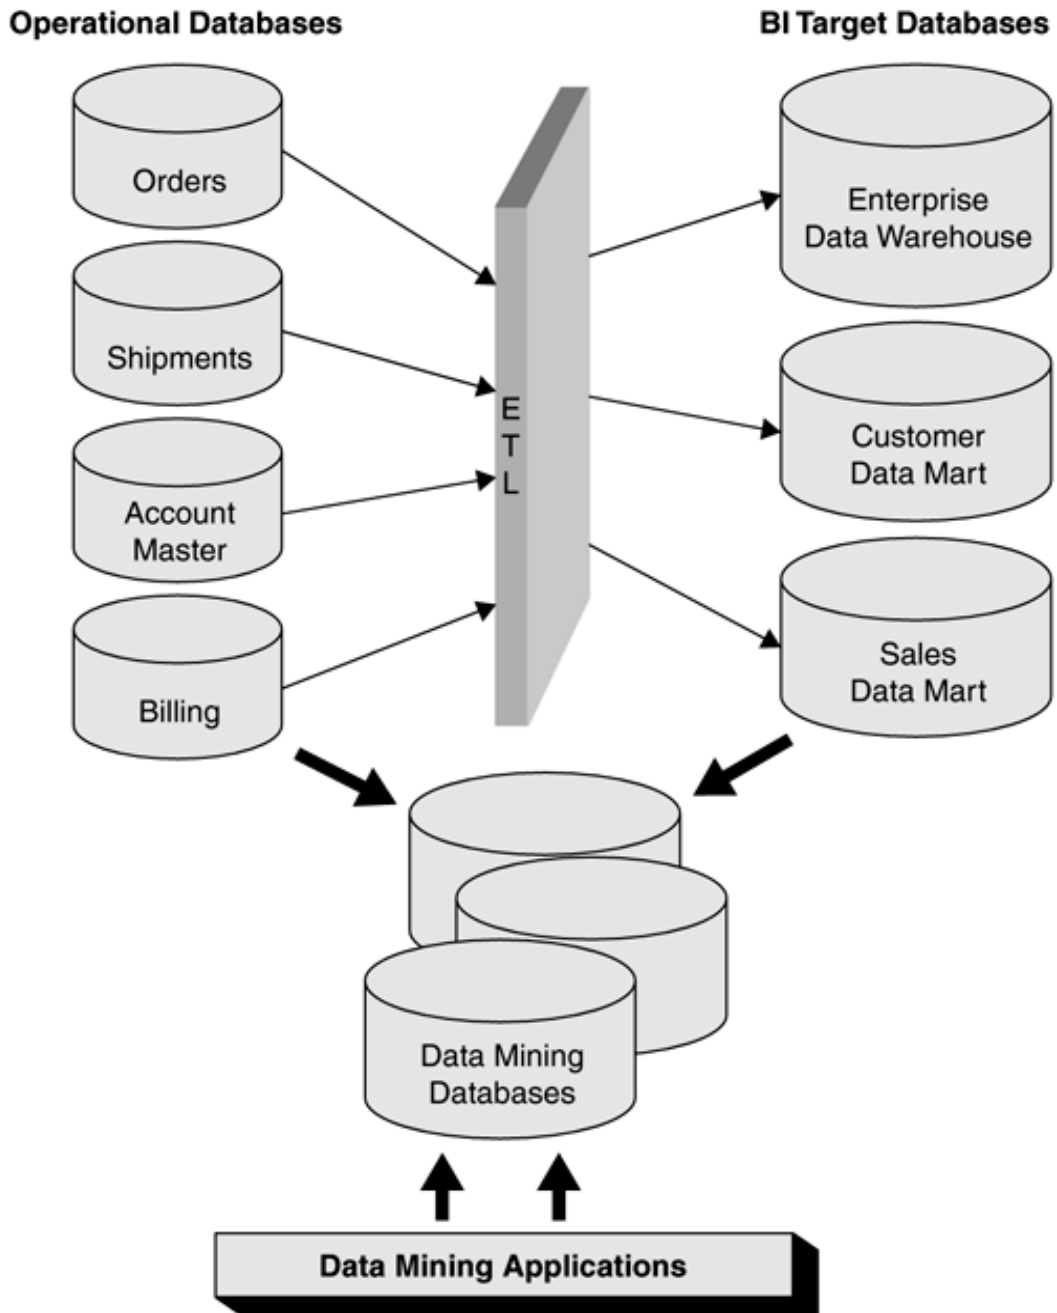 Operational Databases
BI Target Databases
Orders
Shipments
Account
Master
Billing
E
T
L
Enterprise
Data Warehouse
Customer
Data Mart
Sales
Data Mart
Data Mining
Databases
Data Mining Applications